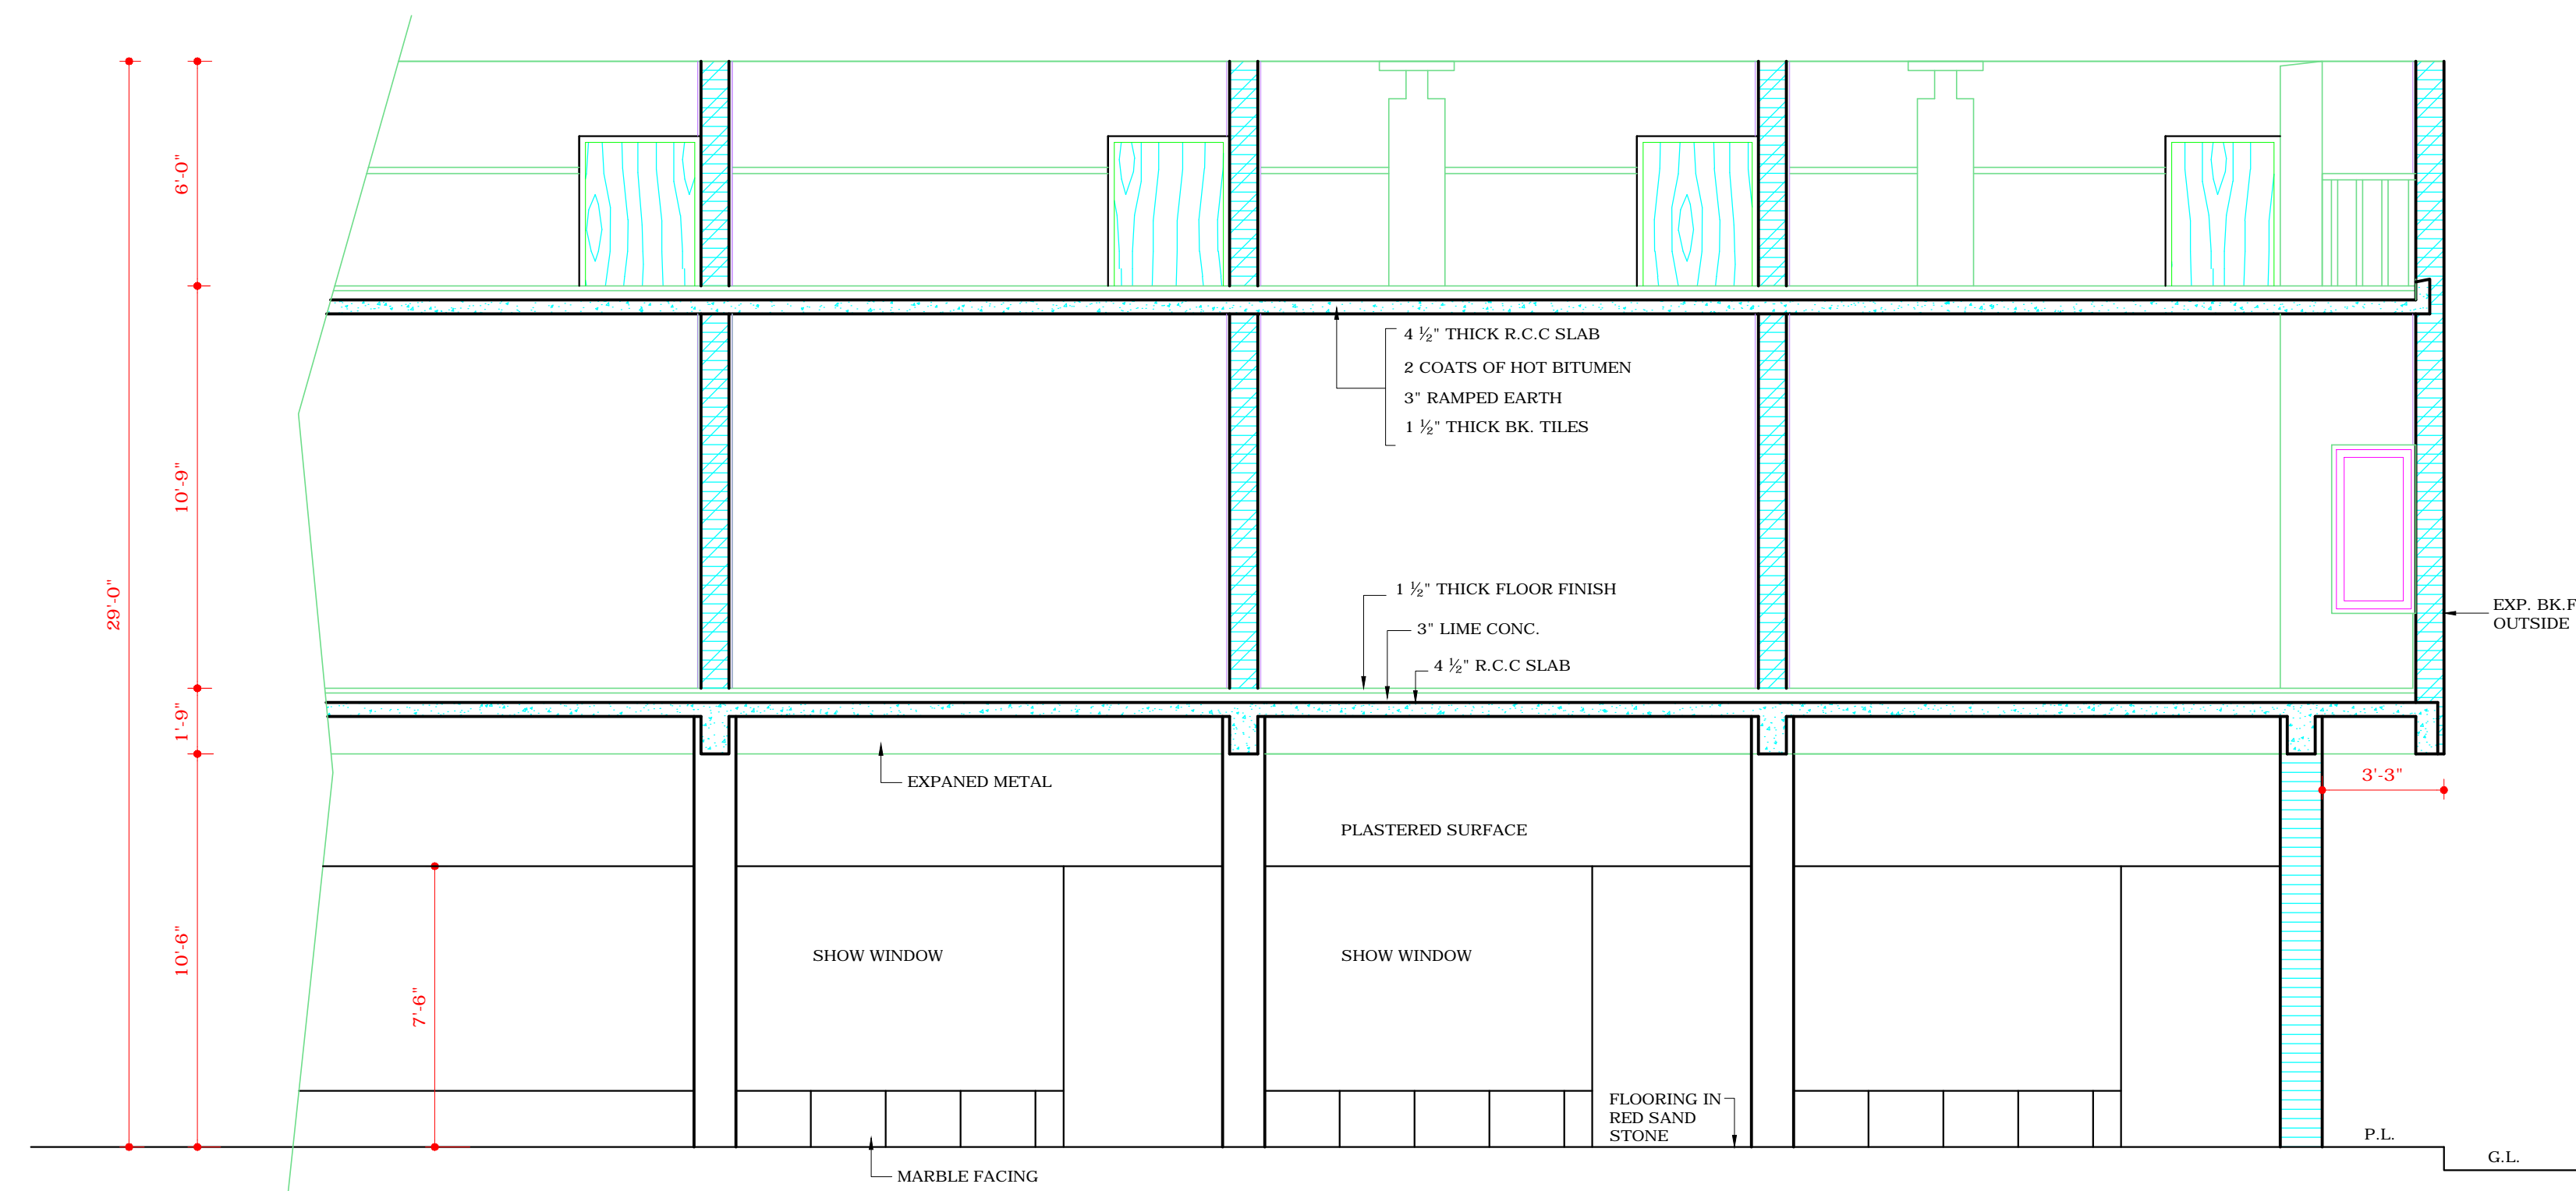 6'-0"
10'-9"
29'-0"
1'-9"
10'-6"
7'-6"
4 ½" THICK R.C.C SLAB
2 COATS OF HOT BITUMEN
3" RAMPED EARTH
1 ½" THICK BK. TILES
1 ½" THICK FLOOR FINISH
3" LIME CONC.
4 ½" R.C.C SLAB
EXP. BK.F
OUTSIDE
EXPANED METAL
3'-3"
PLASTERED SURFACE
SHOW WINDOW
SHOW WINDOW
FLOORING IN
RED SAND
STONE
MARBLE FACING
P.L.
G.L.